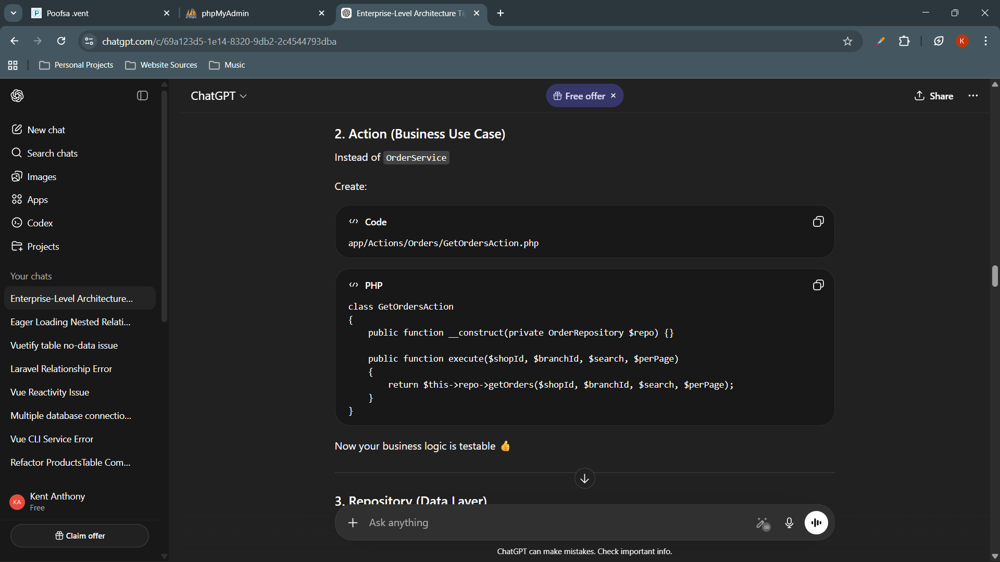 Poofsa .vent
phpMyAdmin
Enterprise-Level Architecture Ti
chatgpt.com/c/69a123d5-1e14-8320-9db2-2c4544793dba
K
Personal Projects
Website Sources
Music
ChatGPT
Free offer
Share
New chat
Search chats
Images
Apps
Codex
Projects
Your chats
Enterprise-Level Architecture...
Eager Loading Nested Relati...
Vuetify table no-data issue
Laravel Relationship Error
Vue Reactivity Issue
Multiple database connectio...
Vue CLI Service Error
Refactor ProductsTable Com...
KA
Kent Anthony
Free
Claim offer
2. Action (Business Use Case)
Instead of OrderService
Create:
Code
app/Actions/Orders/GetOrdersAction.php
PHP
class GetOrdersAction
{
    public function __construct(private OrderRepository $repo) {}
    public function execute($shopId, $branchId, $search, $perPage)
    {
        return $this->repo->getOrders($shopId, $branchId, $search, $perPage);
    }
}
Now your business logic is testable 👍
3. Repository (Data Layer)
Ask anything
ChatGPT can make mistakes. Check important info.